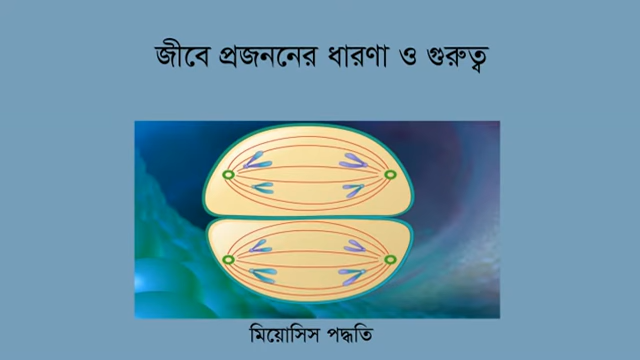 জীবে প্রজননের ধারণা ও গুরুত্ব
মিয়োসিস পদ্ধতি